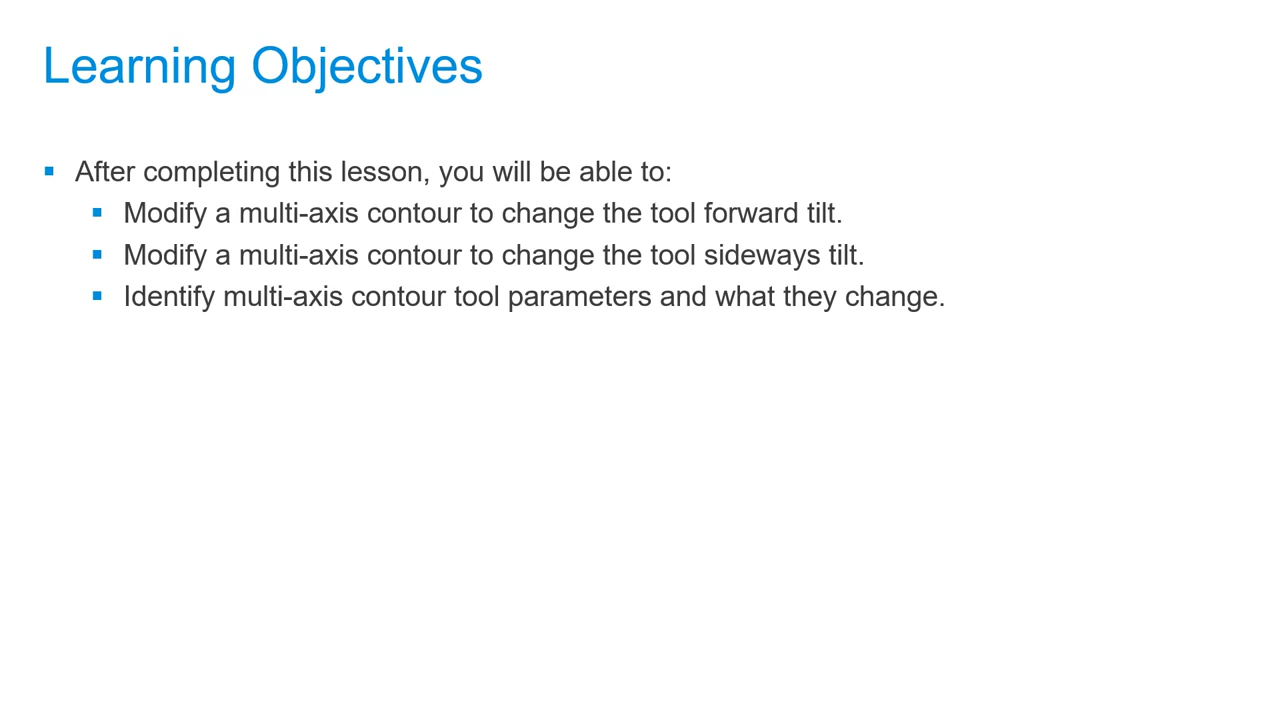 Learning Objectives
After completing this lesson, you will be able to:
Modify a multi-axis contour to change the tool forward tilt.
Modify a multi-axis contour to change the tool sideways tilt.
Identify multi-axis contour tool parameters and what they change.